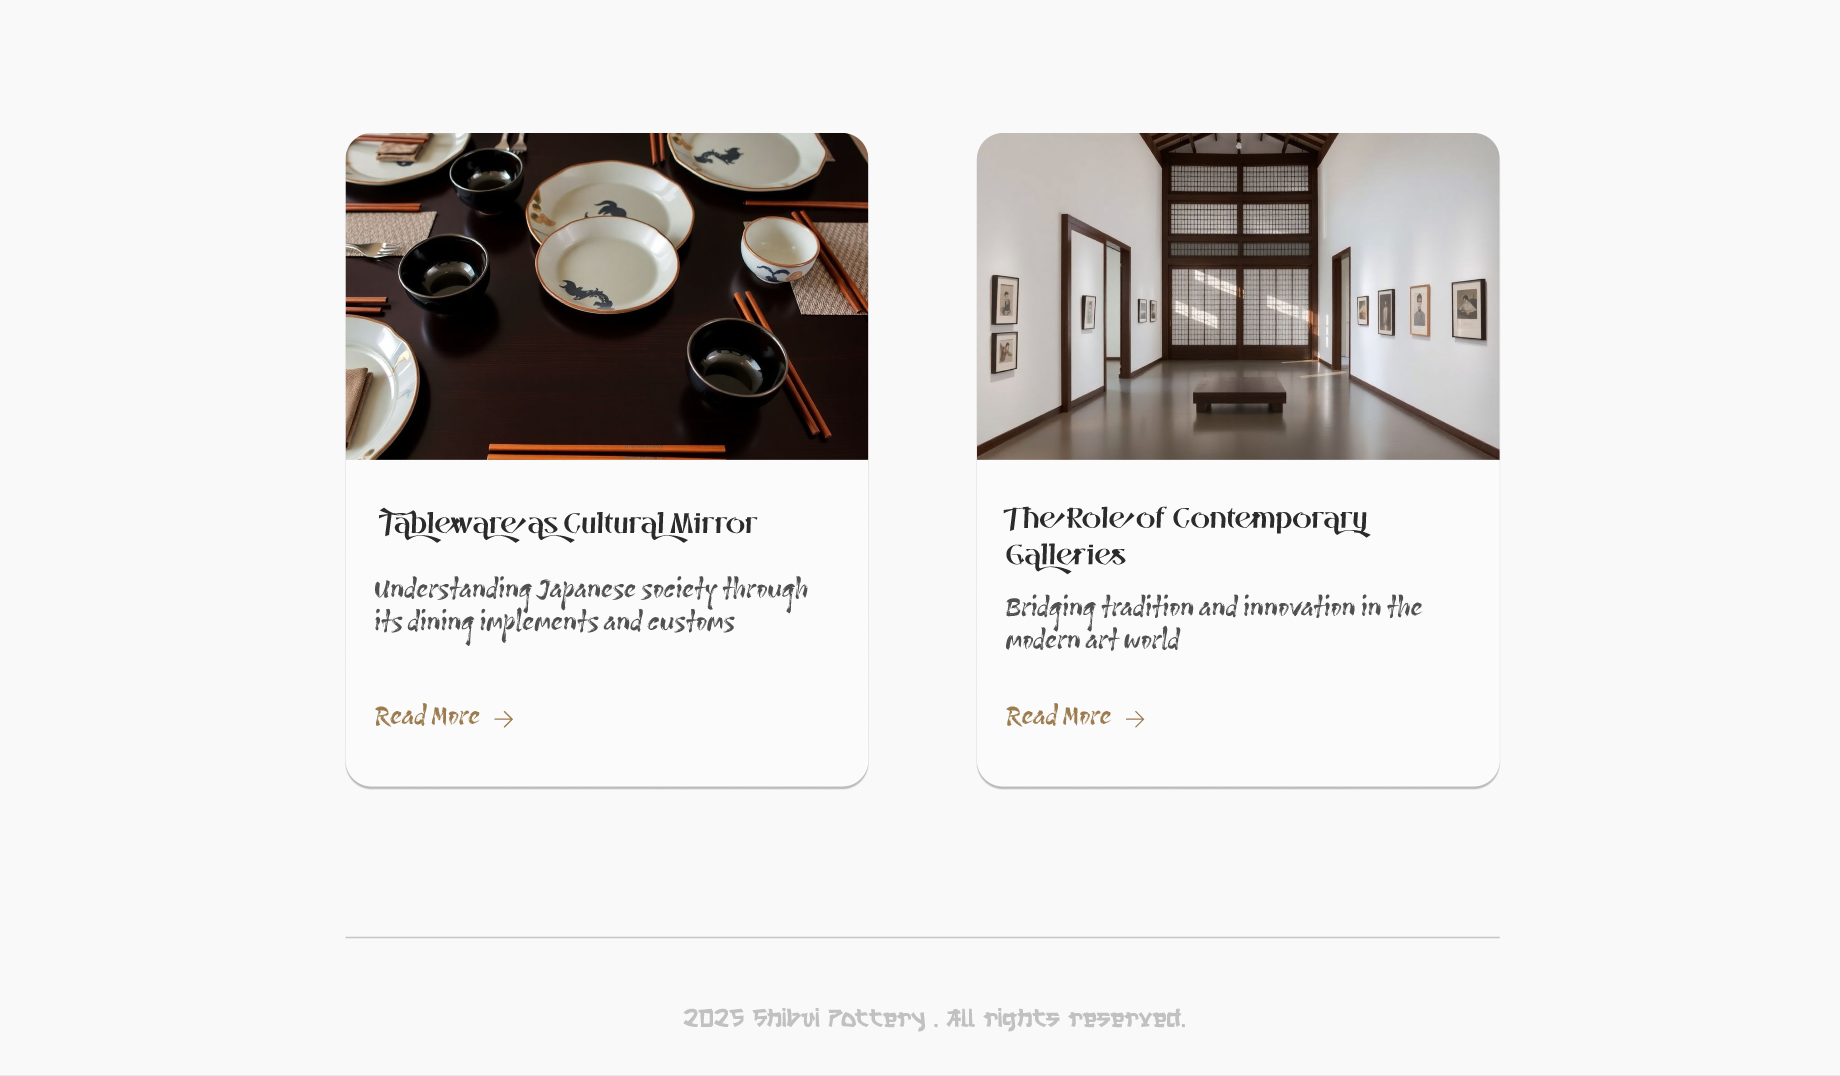 Tableware as Cultural Mirror
Understanding Japanese society through
its dining implements and customs
Read More →
The Role of Contemporary
Galleries
Bridging tradition and innovation in the
modern art world
Read More →
2025 Shibui Pottery . All rights reserved.